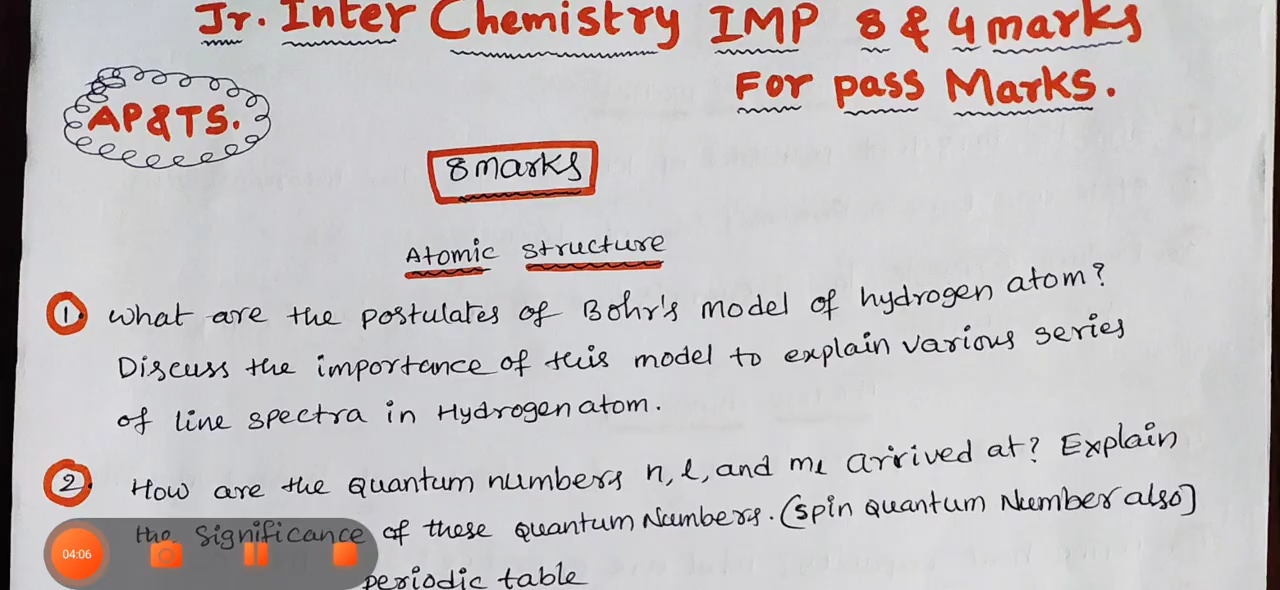 Jr. Inter Chemistry IMP 8 & 4 marks
For pass Marks.
AP&TS.
8 marks
Atomic structure
1. What are the postulates of Bohr's model of hydrogen atom?
Discuss the importance of this model to explain various series
of line spectra in Hydrogen atom.
2. How are the Quantum numbers n, l, and ml arrived at? Explain
the significance of these quantum Numbers. (spin quantum Number also)
04:06
periodic table